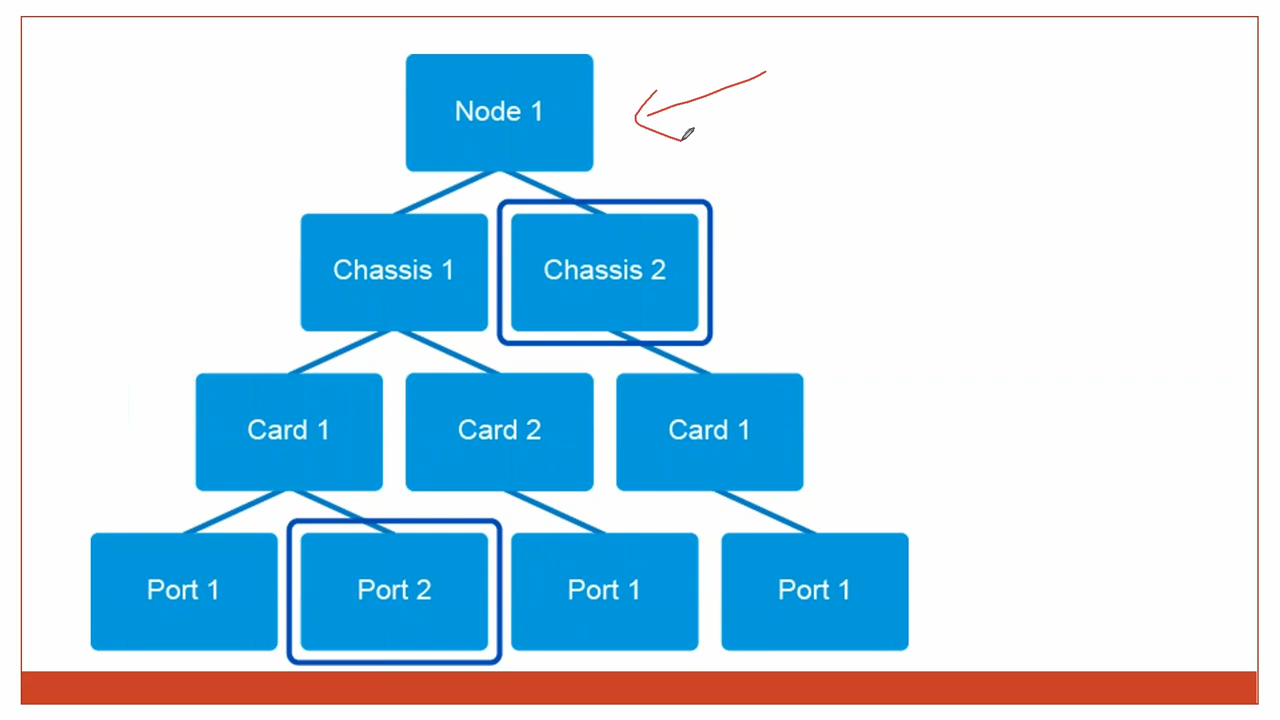 Node 1
Chassis 1
Chassis 2
Card 1
Card 2
Card 1
Port 1
Port 2
Port 1
Port 1